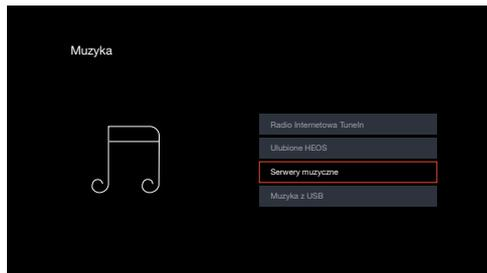 Muzyka
Radio Internetowa TuneIn
Ulubione HEOS
Serwery muzyczne
Muzyka z USB